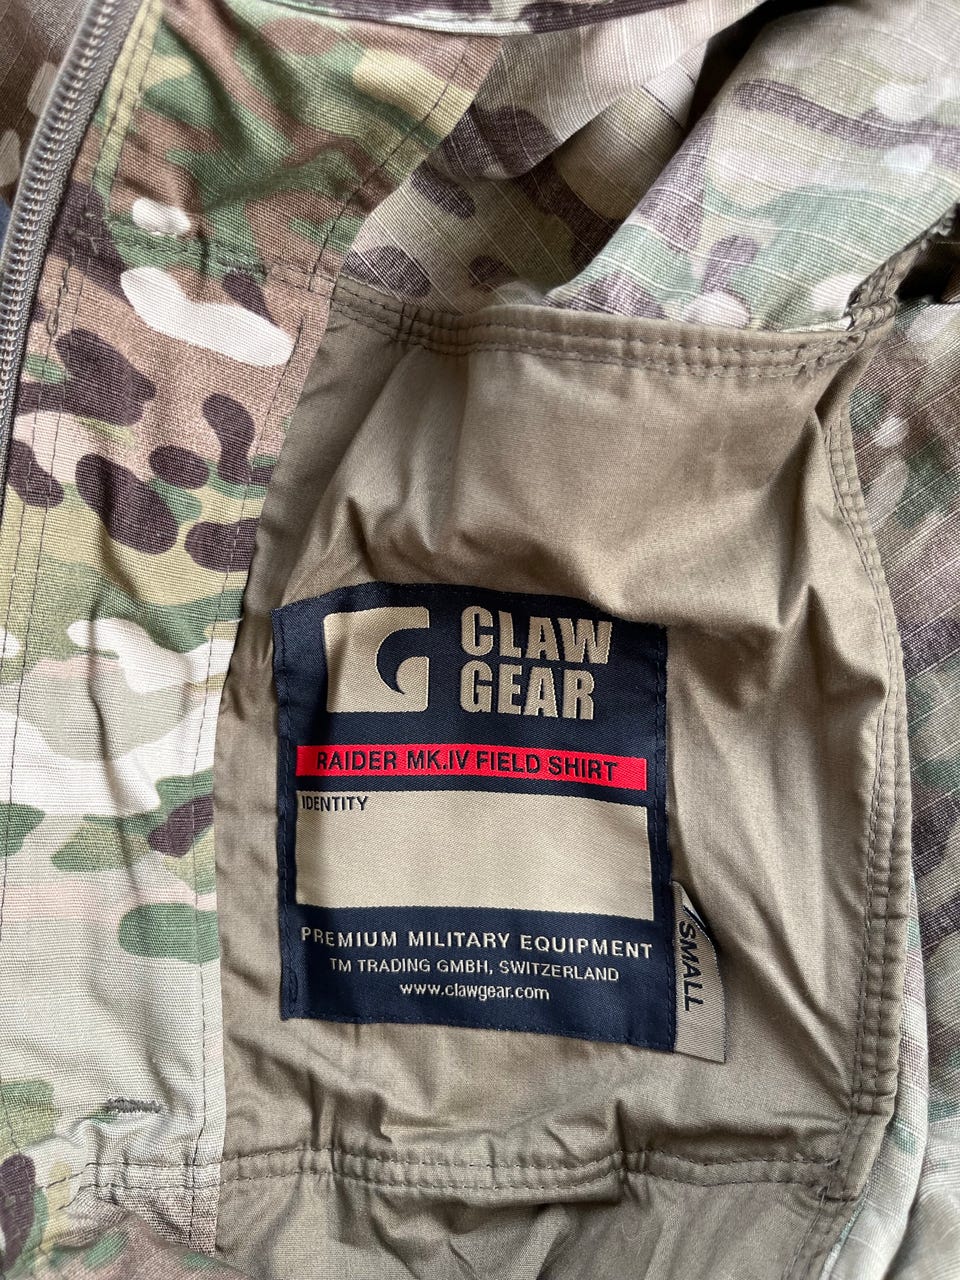 CLAW
GEAR
RAIDER MK.IV FIELD SHIRT
IDENTITY
PREMIUM MILITARY EQUIPMENT
TM TRADING GMBH, SWITZERLAND
www.clawgear.com
SMALL